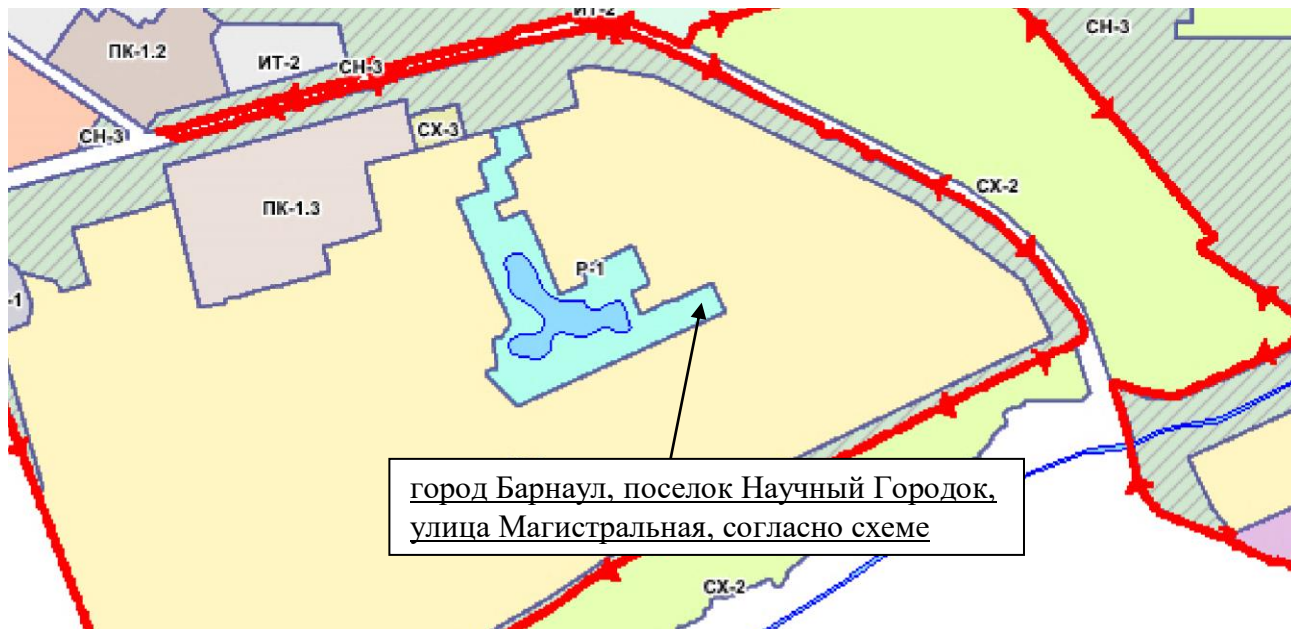 ИТ-2
ПК-1.2
СН-3
ИТ-2
СН-3
СН-3
СХ-3
СХ-2
ПК-1.3
Р-1
-1
город Барнаул, поселок Научный Городок,
улица Магистральная, согласно схеме
СХ-2